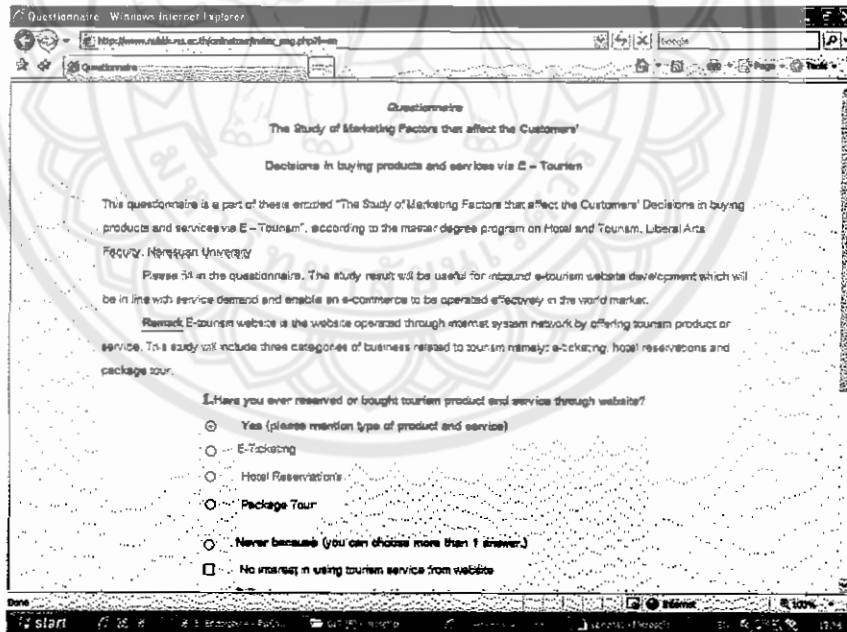 Questionnaire - Windows Internet Explorer
Google
Questionnaire
Page
Tools
Questionnaire
The Study of Marketing Factors that affect the Customers'
Decisions in buying products and services via E – Tourism
This questionnaire is a part of thesis entitled "The Study of Marketing Factors that affect the Customers' Decisions in buying
products and services via E – Tourism", according to the master degree program on Hotel and Tourism, Liberal Arts
Faculty, Naresuan University
Please fill in the questionnaire. The study result will be useful for inbound e-tourism website development which will
be in line with service demand and enable an e-commerce to be operated effectively in the world market.
Remark E-tourism website is the website operated through internet system network by offering tourism product or
service. This study will include three categories of business related to tourism namely: e-ticketing, hotel reservations and
package tour.
1.Have you ever reserved or bought tourism product and service through website?
Yes (please mention type of product and service)
E-Ticketing
Hotel Reservations
Package Tour
Never because (you can choose more than 1 answer.)
No interest in using tourism service from website
Done
Internet
100%
start